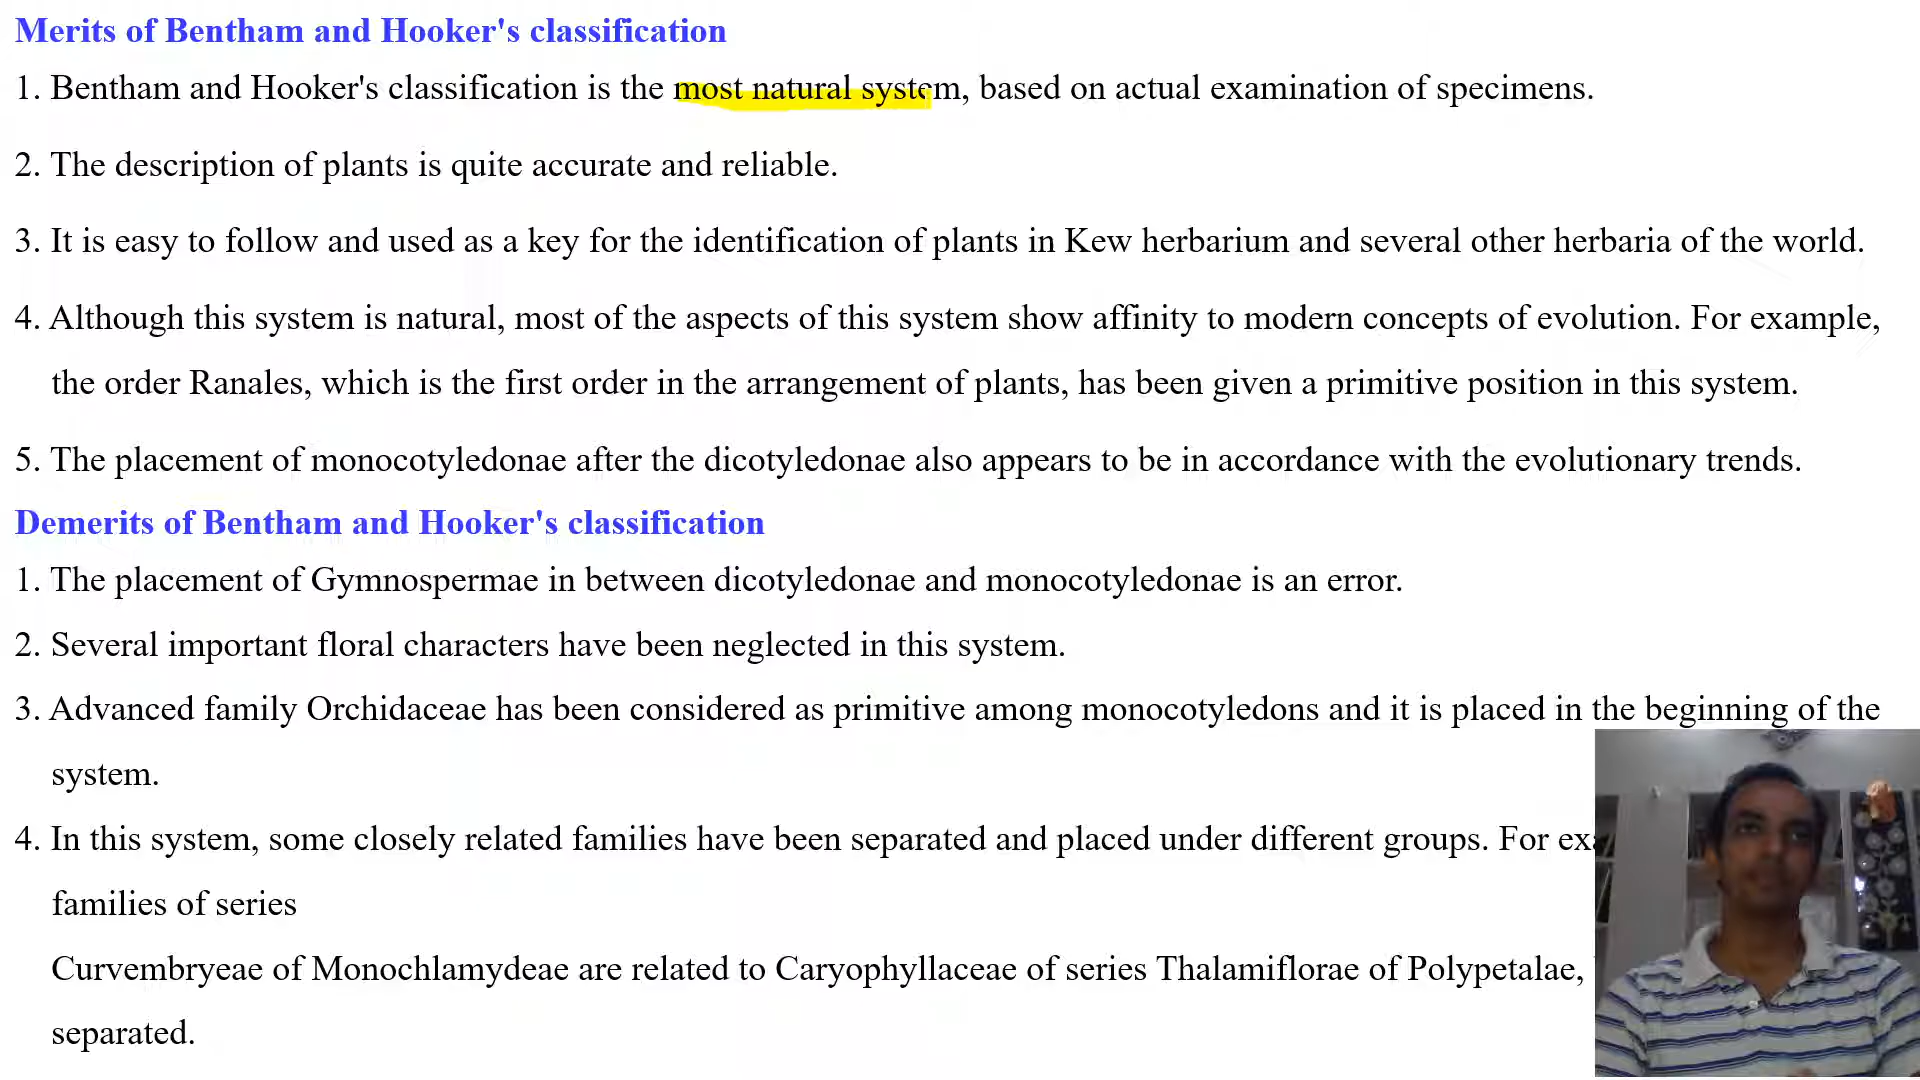 Merits of Bentham and Hooker's classification
1. Bentham and Hooker's classification is the most natural system, based on actual examination of specimens.
2. The description of plants is quite accurate and reliable.
3. It is easy to follow and used as a key for the identification of plants in Kew herbarium and several other herbaria of the world.
4. Although this system is natural, most of the aspects of this system show affinity to modern concepts of evolution. For example,
the order Ranales, which is the first order in the arrangement of plants, has been given a primitive position in this system.
5. The placement of monocotyledonae after the dicotyledonae also appears to be in accordance with the evolutionary trends.
Demerits of Bentham and Hooker's classification
1. The placement of Gymnospermae in between dicotyledonae and monocotyledonae is an error.
2. Several important floral characters have been neglected in this system.
3. Advanced family Orchidaceae has been considered as primitive among monocotyledons and it is placed in the beginning of the
system.
4. In this system, some closely related families have been separated and placed under different groups. For
families of series
Curvembryeae of Monochlamydeae are related to Caryophyllaceae of series Thalamiflorae of Polypetalae,
separated.